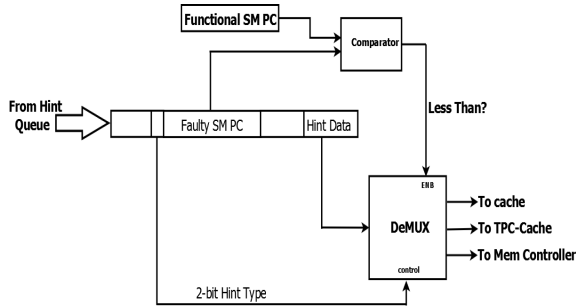 Functional SM PC
Comparator
From Hint
Queue
Faulty SM PC
Hint Data
Less Than?
ENB
DeMUX
control
To cache
To TPC-Cache
To Mem Controller
2-bit Hint Type